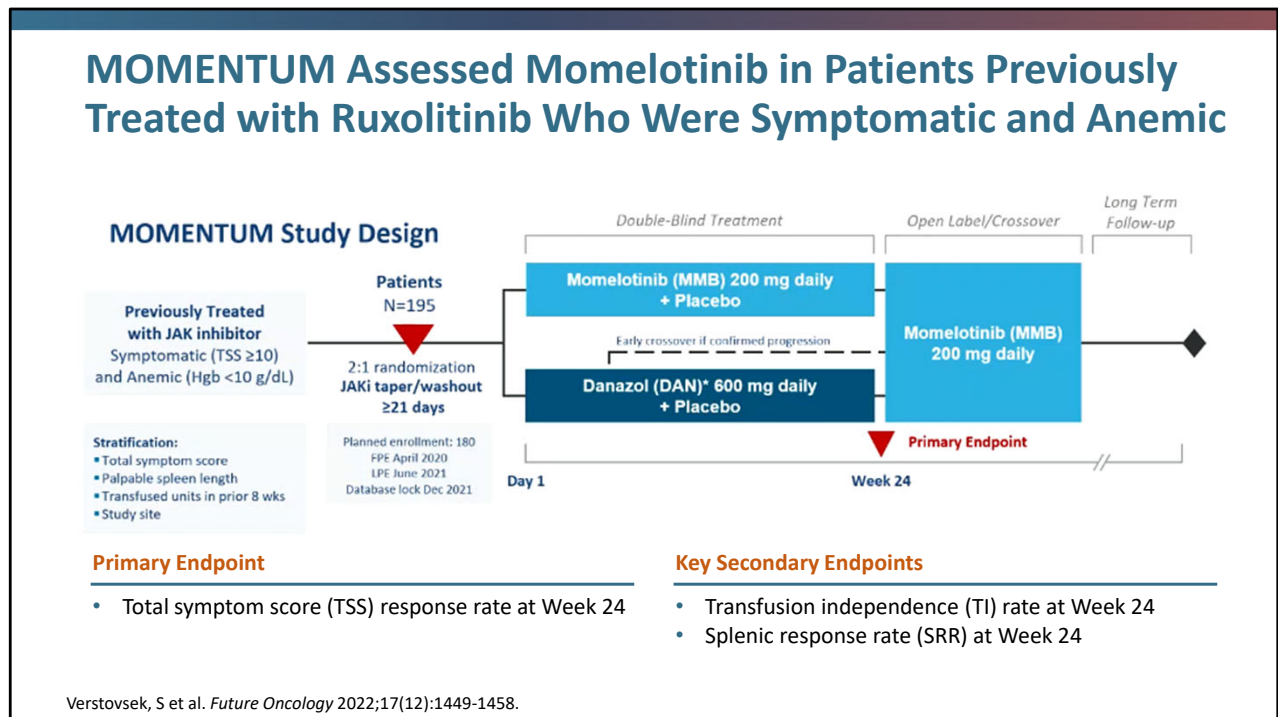 MOMENTUM Assessed Momelotinib in Patients Previously
Treated with Ruxolitinib Who Were Symptomatic and Anemic
MOMENTUM Study Design
Double-Blind Treatment
Open Label/Crossover
Long Term
Follow-up
Previously Treated
with JAK inhibitor
Symptomatic (TSS ≥10)
and Anemic (Hgb <10 g/dL)
Patients
N=195
2:1 randomization
JAKi taper/washout
≥21 days
Momelotinib (MMB) 200 mg daily
+ Placebo
Early crossover if confirmed progression
Danazol (DAN)* 600 mg daily
+ Placebo
Momelotinib (MMB)
200 mg daily
Stratification:
▪ Total symptom score
▪ Palpable spleen length
▪ Transfused units in prior 8 wks
▪ Study site
Planned enrollment: 180
FPE April 2020
LPE June 2021
Database lock Dec 2021
Primary Endpoint
Day 1
Week 24
Primary Endpoint
• Total symptom score (TSS) response rate at Week 24
Key Secondary Endpoints
• Transfusion independence (TI) rate at Week 24
• Splenic response rate (SRR) at Week 24
Verstovsek, S et al. Future Oncology 2022;17(12):1449-1458.